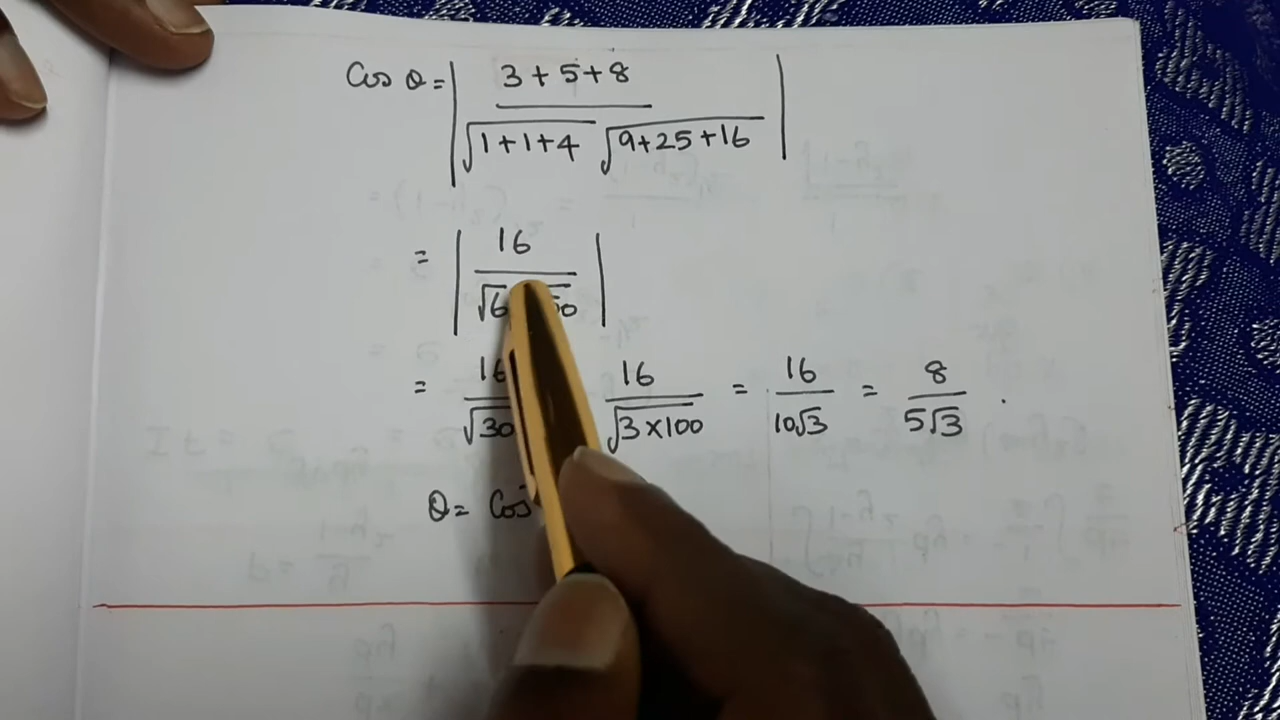 Cos θ = | 3+5+8 / √1+1+4 √9+25+16 |
= | 16 / √6 50 |
= 16 / √30 16 / √3×100 = 16 / 10√3 = 8 / 5√3 .
θ = Cos